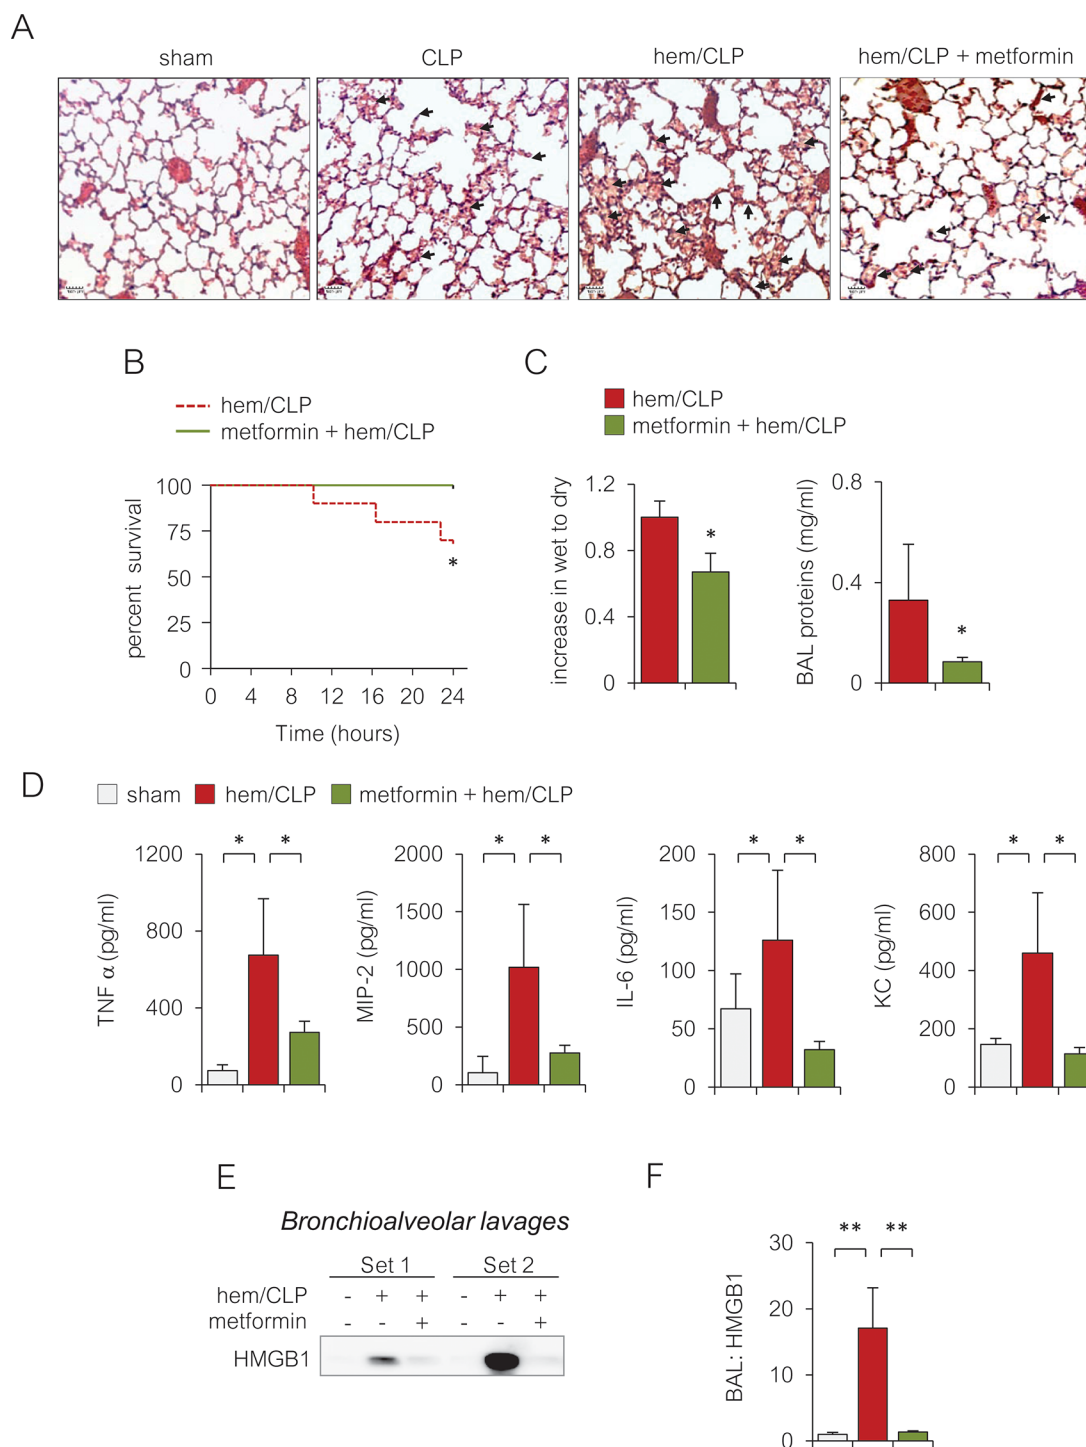 A
sham
CLP
hem/CLP
hem/CLP + metformin
B
hem/CLP
metformin + hem/CLP
percent survival
100
75
50
25
0
0 4 8 12 16 20 24
*
Time (hours)
C
hem/CLP
metformin + hem/CLP
increase in wet to dry
1.2
0.8
0.4
0
*
BAL proteins (mg/ml)
0.8
0.4
0
*
D
sham hem/CLP metformin + hem/CLP
TNF α (pg/ml)
1200
800
400
0
* *
MIP-2 (pg/ml)
2000
1500
1000
500
0
* *
IL-6 (pg/ml)
200
150
100
50
0
* *
KC (pg/ml)
800
600
400
200
0
* *
E
Bronchioalveolar lavages
Set 1 Set 2
hem/CLP - + + - + +
metformin - - + - - +
HMGB1
F
BAL: HMGB1
30
20
10
0
** **